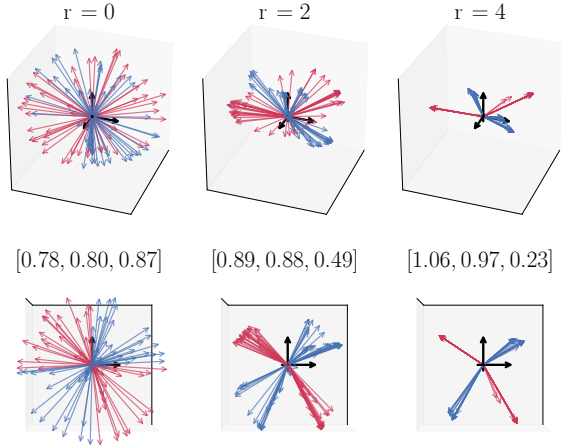 r = 0 r = 2 r = 4
[0.78, 0.80, 0.87] [0.89, 0.88, 0.49] [1.06, 0.97, 0.23]